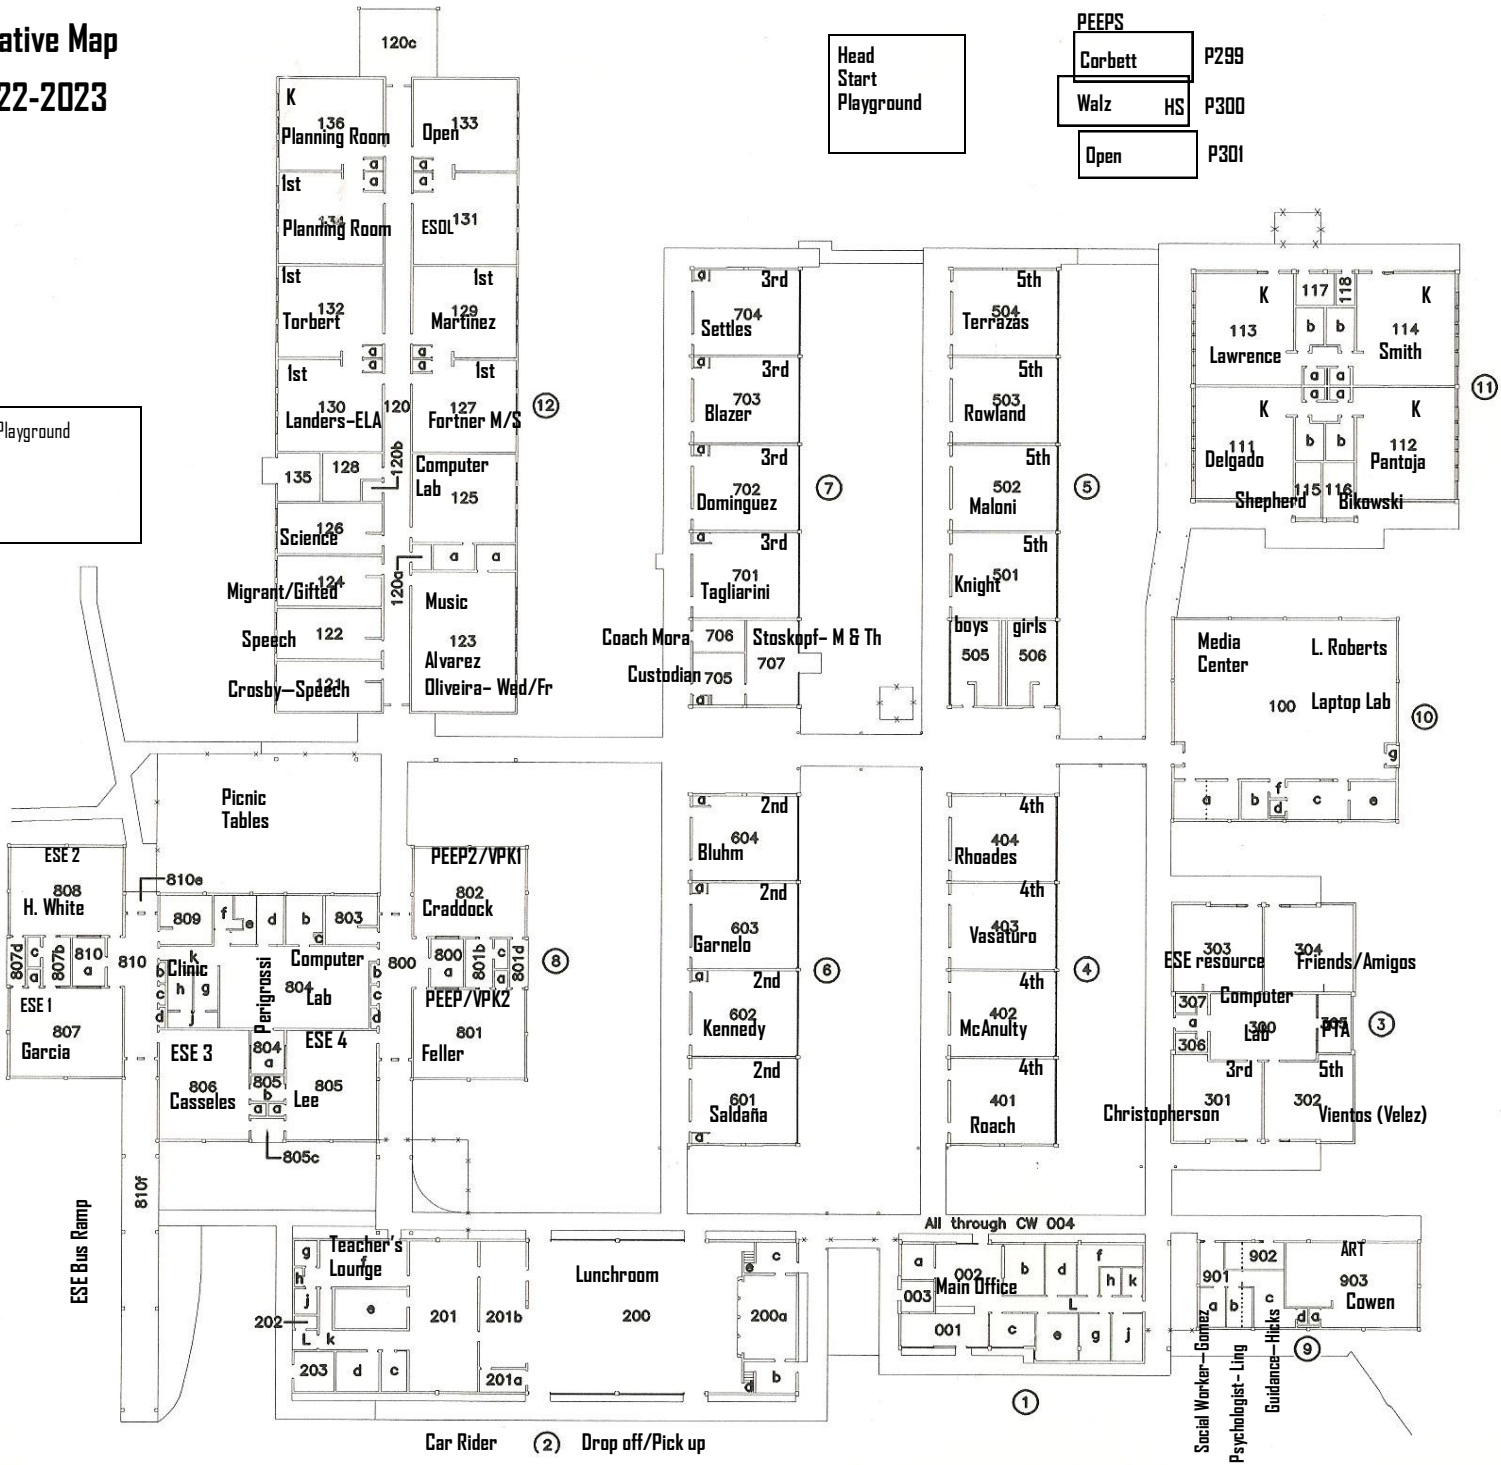 ative Map
22-2023
120c
Head
Start
Playground
PEEPS
Corbett P299
Walz HS P300
Open P301
K
136
Planning Room
Open 133
a a
a a
1st
134
Planning Room
ESOL 131
1st
132
Torbert
1st
129
Martinez
a a
a a
1st
130
Landers-ELA
120
1st
127
Fortner M/S
12
120b
135 128
Computer
Lab
125
126
Science
a a
120a
124
Migrant/Gifted
122
Speech
121
Crosby-Speech
Music
123
Alvarez
Oliveira- Wed/Fr
Playground
a 3rd
704
Settles
a 3rd
703
Blazer
a 3rd
702
Dominguez
7
a 3rd
701
Tagliarini
Coach Mora 706 Stoskopf- M & Th
707
Custodian 705
a
5th
504
Terrazas
5th
503
Rowland
5th
502
Maloni
5
5th
501
Knight
boys girls
505 506
K 117 118 K
113 b b 114
Lawrence Smith
a a
a a
11
K K
111 b b 112
Delgado Pantoja
115 116
Shepherd Bikowski
Media
Center
L. Roberts
100 Laptop Lab
10
g
a b f d c e
Picnic
Tables
ESE 2
808
H. White
810e
809 f e d b 803
c
807d c a 807b 810 a 810
k
Clinic
h g
j
b
c
d
Perigrossi
Computer
804
Lab
b
c
d
800
ESE 1
807
Garcia
ESE 3
806
Casseles
804
a
805
b
a a
ESE 4
805
Lee
805c
810f
ESE Bus Ramp
PEEP2/VPK1
802
Craddock
800 a 801b c a 801d
8
PEEP/VPK2
801
Feller
a 2nd
604
Bluhm
a 2nd
603
Garnelo
6
a 2nd
602
Kennedy
2nd
601
Saldaña
a
4th
404
Rhoades
4th
403
Vasaturo
4
4th
402
McAnulty
4th
401
Roach
303 304
ESE resource Friends/Amigos
307
a
306
Computer
300
Lab
PTA
3
3rd
301
Christopherson
5th
302
Vientos (Velez)
All through CW 004
g Teacher's
f
Lounge
h
j e
202
L k
203 d c
201
201b
201a
Lunchroom
200
e c
200a
d b
a 002 b d f
Main Office
h k
003
L
001 c e g j
1
901 902
ART
903
Cowen
a b c
d a
9
Social Worker-Gomez
Psychologist-Ling
Guidance-Hicks
Car Rider 2 Drop off/Pick up